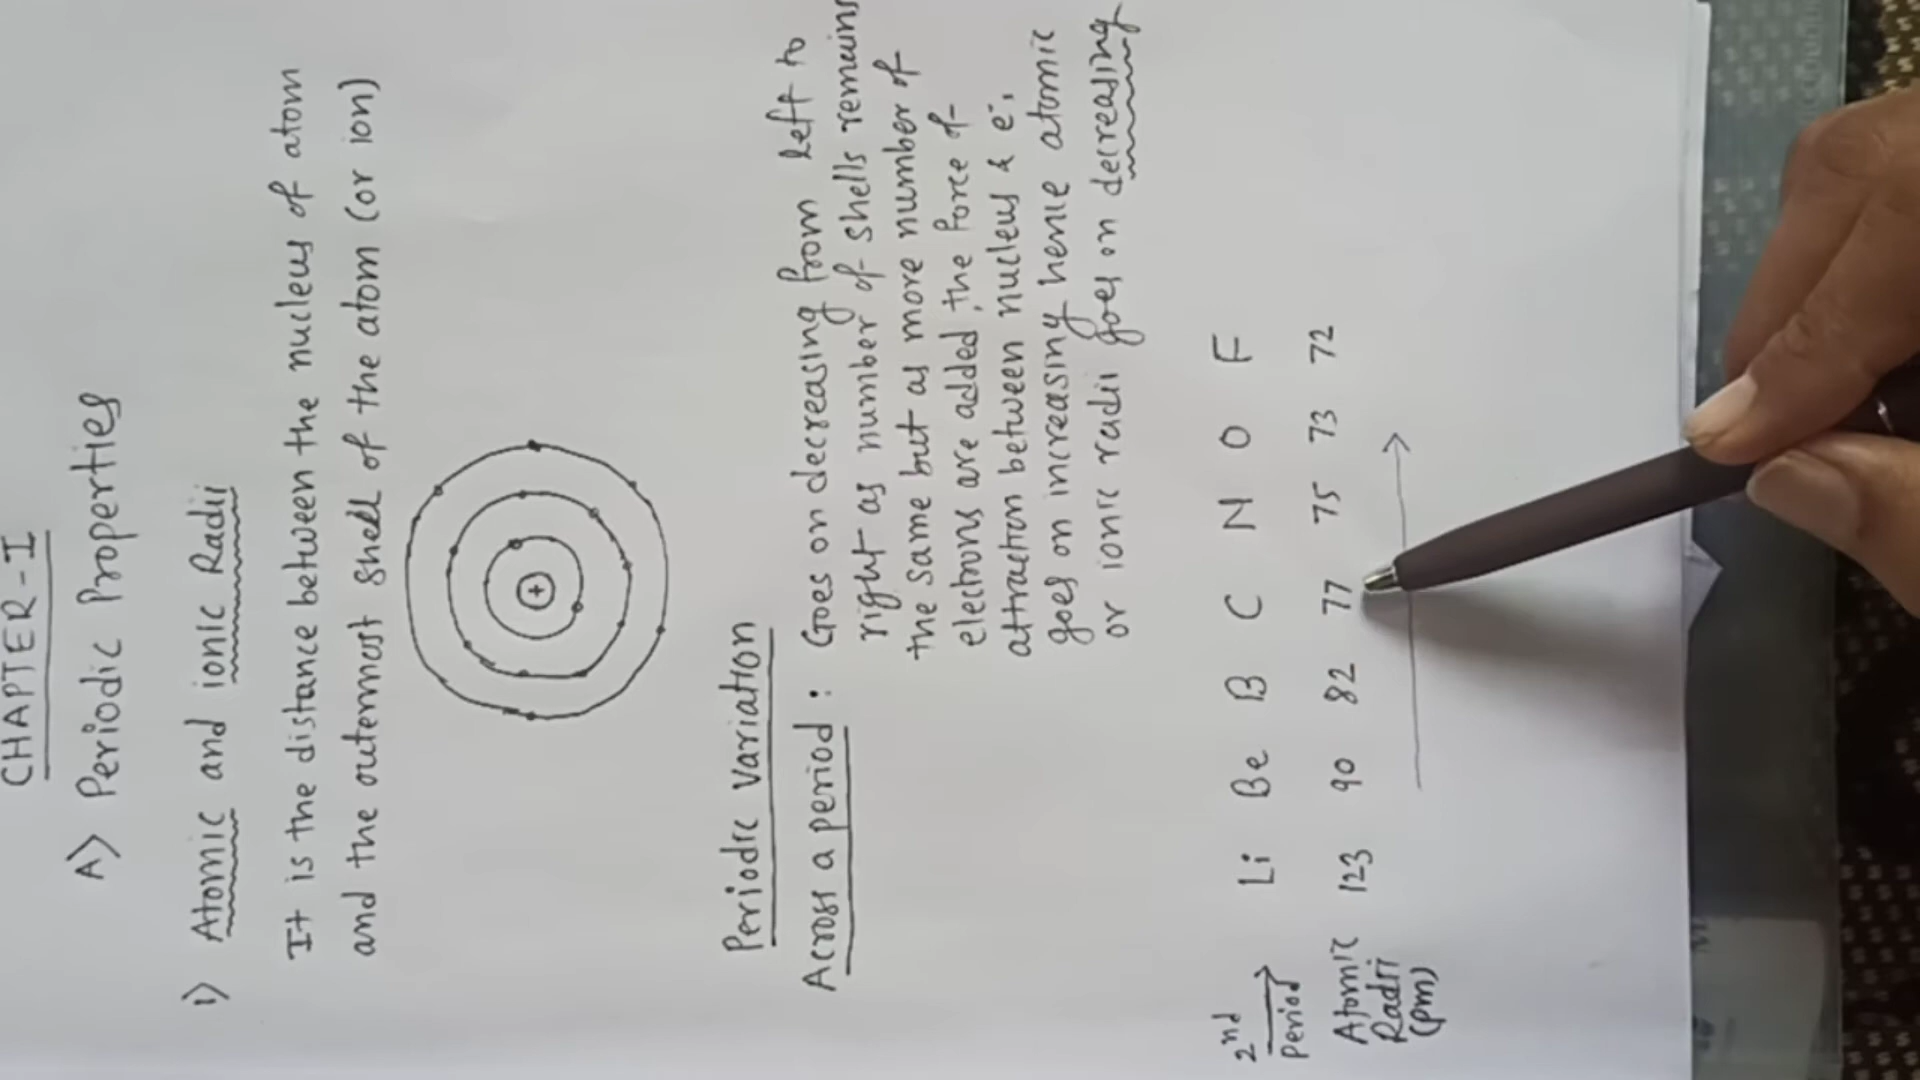 CHAPTER-I
A) Periodic Properties
1) Atomic and ionic Radii
It is the distance between the nucleus of atom
and the outermost shell of the atom (or ion)
+
Periodic Variation
Across a period : Goes on decreasing from left to
right as number of shells remains
the same but as more number of
electrons are added, the force of
attraction between nucleus & e⁻,
goes on increasing hence atomic
or ionic radii goes on decreasing
2nd Period → Li Be B C N O F
Atomic Radii (pm) 123 90 82 77 75 73 72